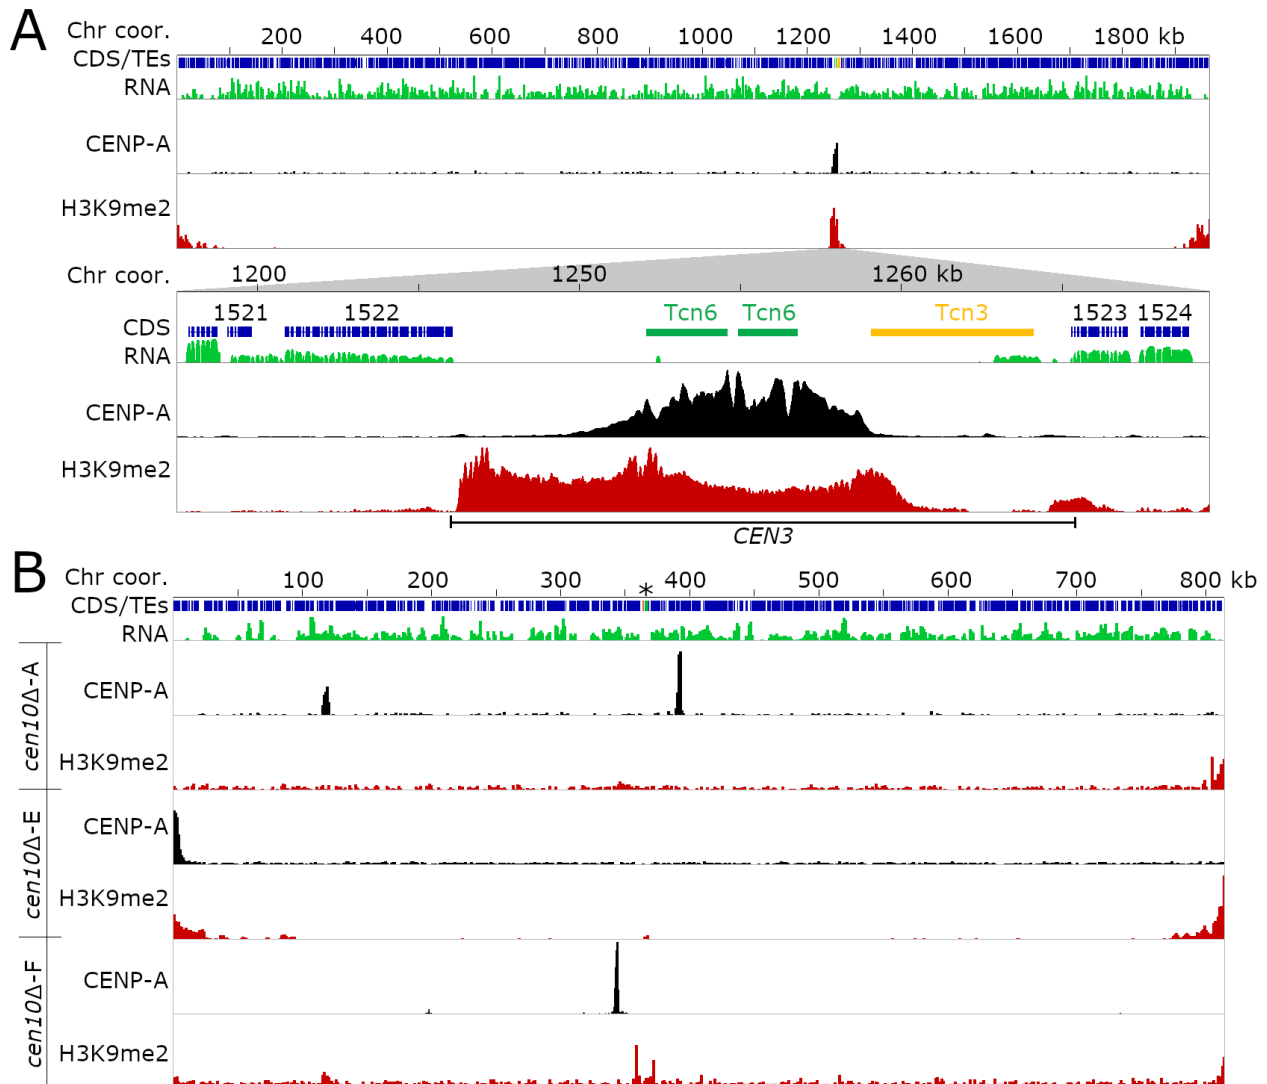 A
Chr coor. 200 400 600 800 1000 1200 1400 1600 1800 kb
CDS/TEs
RNA
CENP-A
H3K9me2
Chr coor. 1200 1250 1260 kb
1521 1522 Tcn6 Tcn6 Tcn3 1523 1524
CDS
RNA
CENP-A
H3K9me2
CEN3
B
Chr coor. 100 200 300 400 500 600 700 800 kb
*
CDS/TEs
RNA
cen10Δ-A
CENP-A
H3K9me2
cen10Δ-E
CENP-A
H3K9me2
cen10Δ-F
CENP-A
H3K9me2